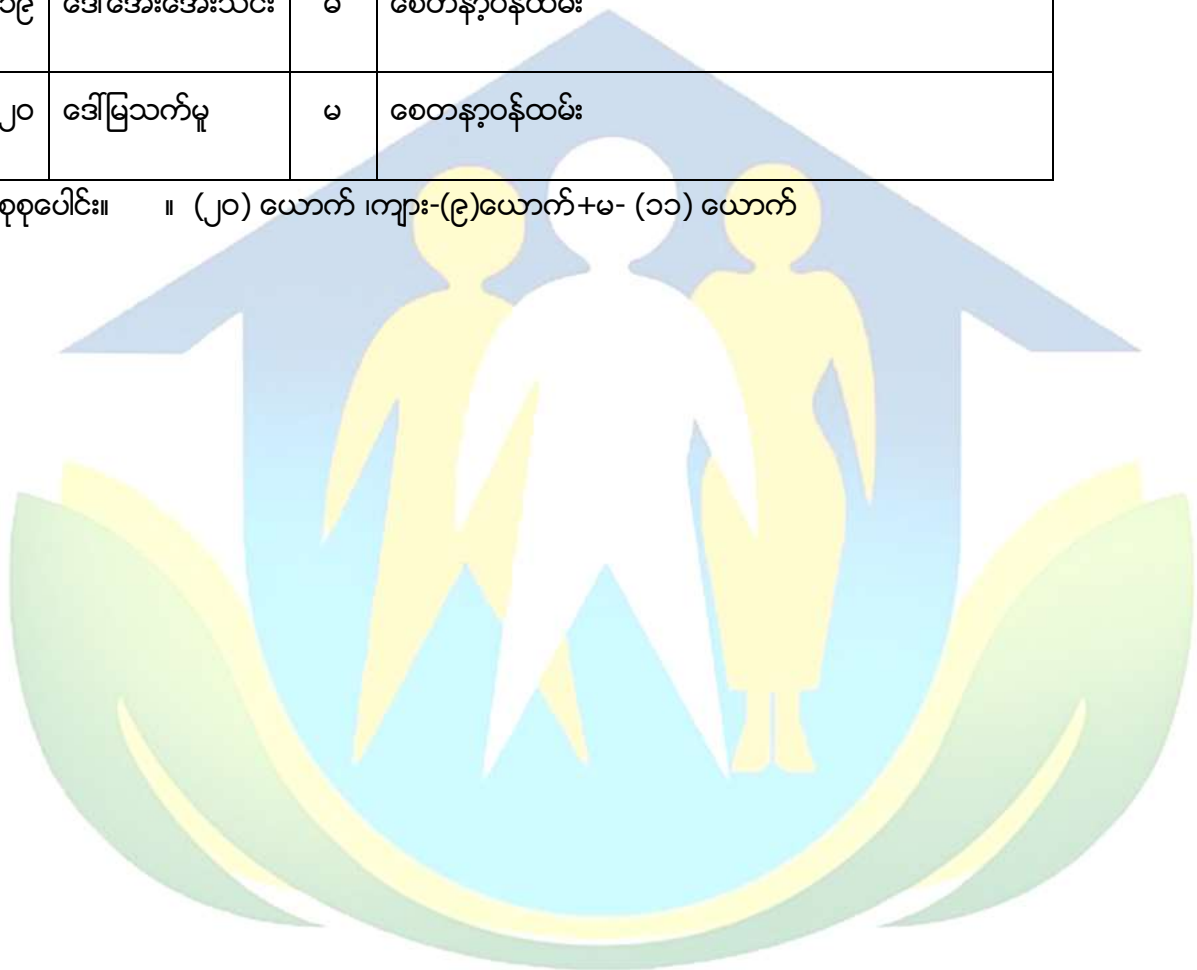 ၁၉ ဒေါ်အေးအေးသင်း မ စေတနာ့ဝန်ထမ်း
၂၀ ဒေါ်မြသက်မူ မ စေတနာ့ဝန်ထမ်း
စုစုပေါင်း။ ။ (၂၀) ယောက် ၊ကျား-(၉)ယောက်+မ- (၁၁) ယောက်